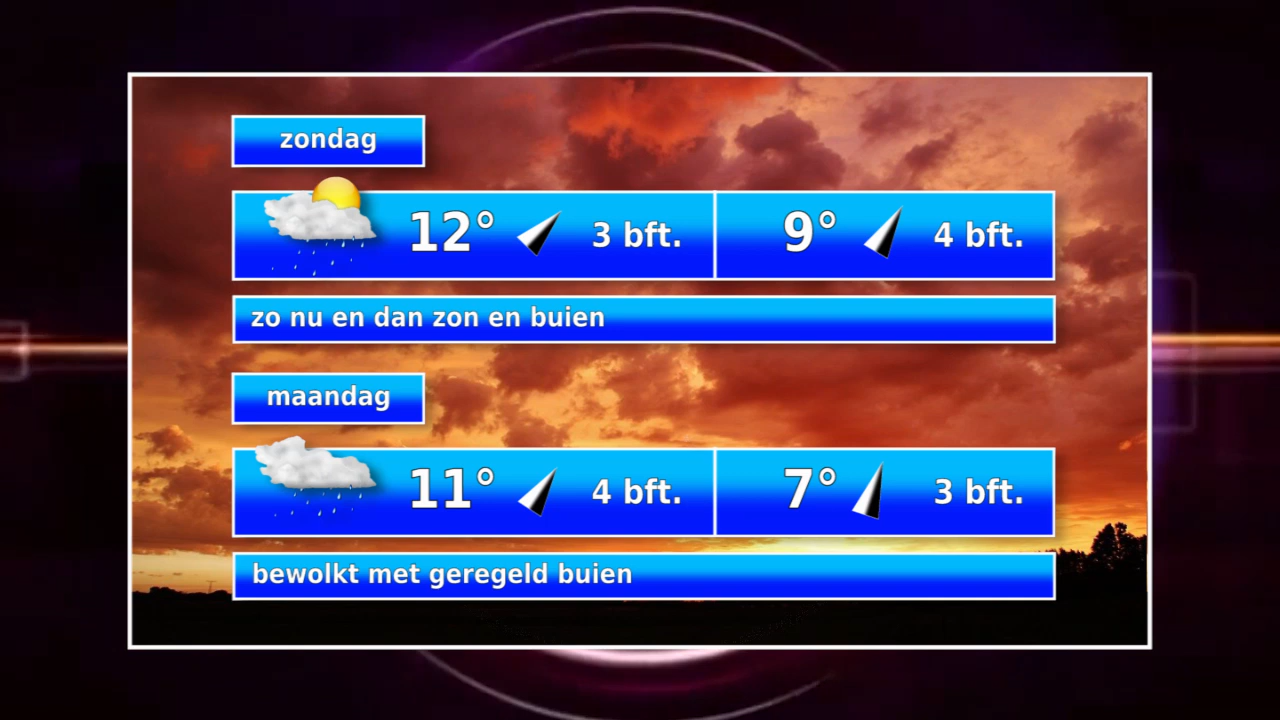 zondag
12° 3 bft. 9° 4 bft.
zo nu en dan zon en buien
maandag
11° 4 bft. 7° 3 bft.
bewolkt met geregeld buien